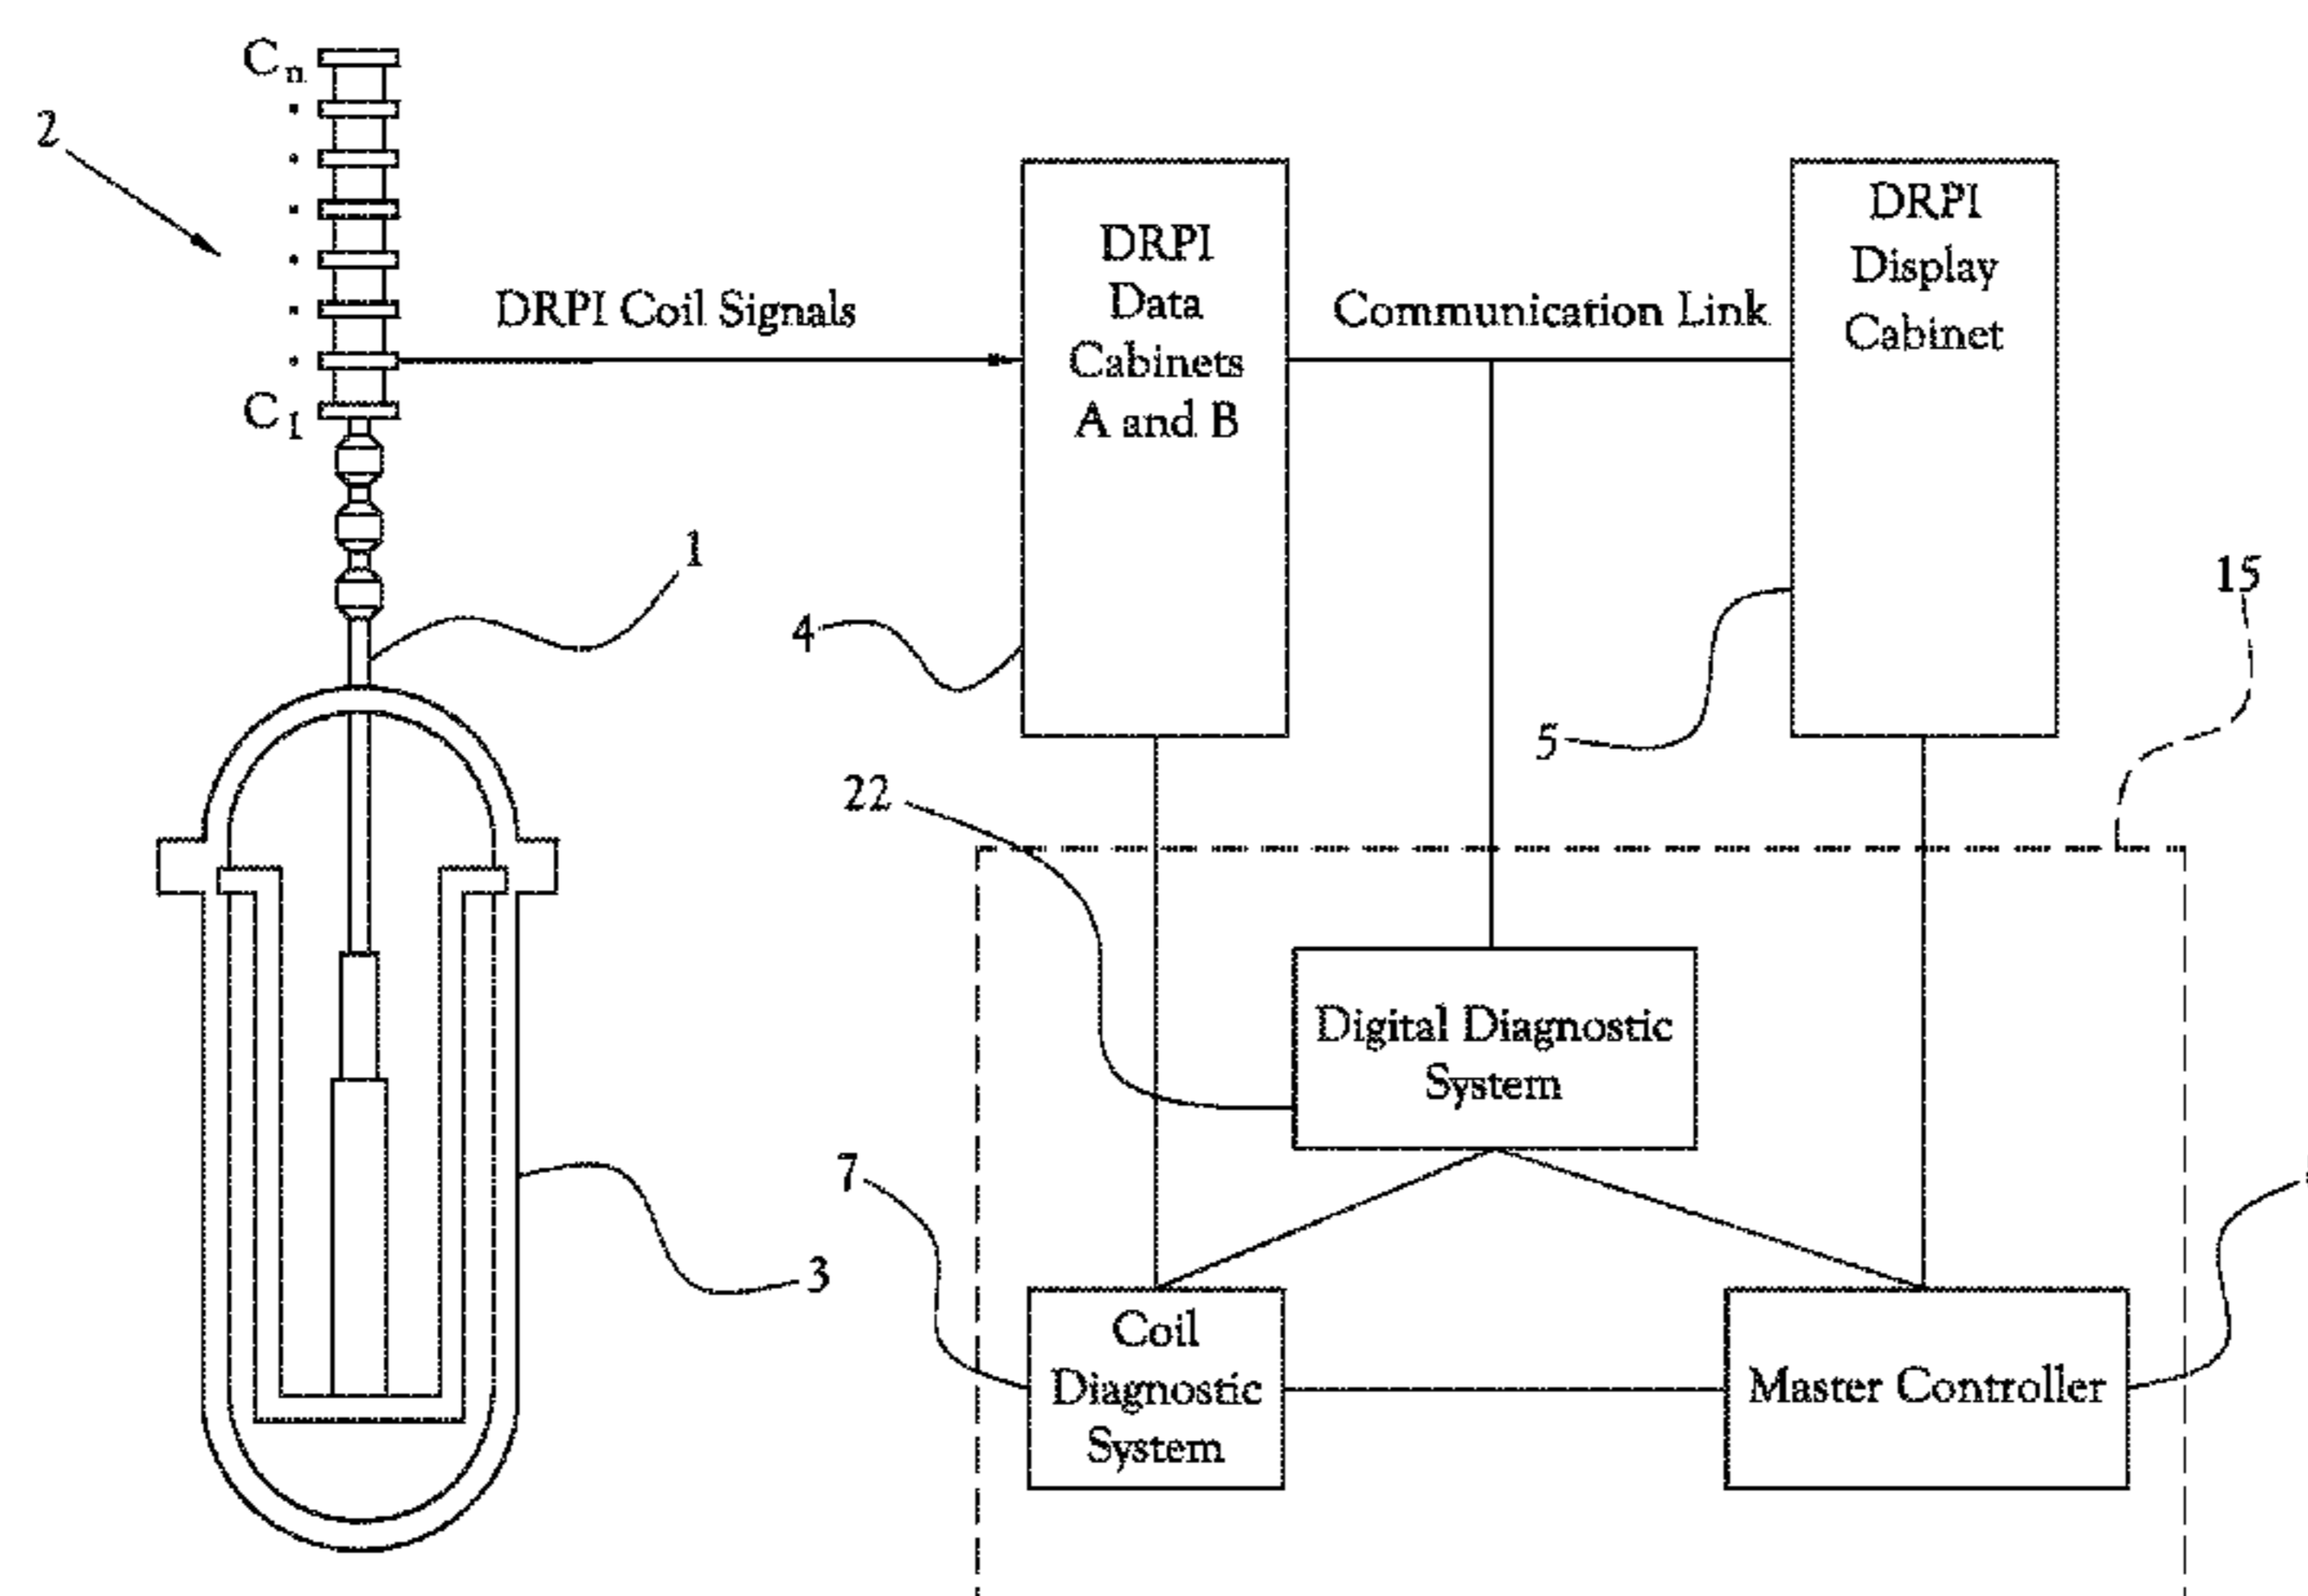 Cn
2
DRPI Coil Signals
C1
DRPI
Data
Cabinets
A and B
Communication Link
DRPI
Display
Cabinet
1
4
5
15
22
Digital Diagnostic
System
7
3
Coil
Diagnostic
System
Master Controller